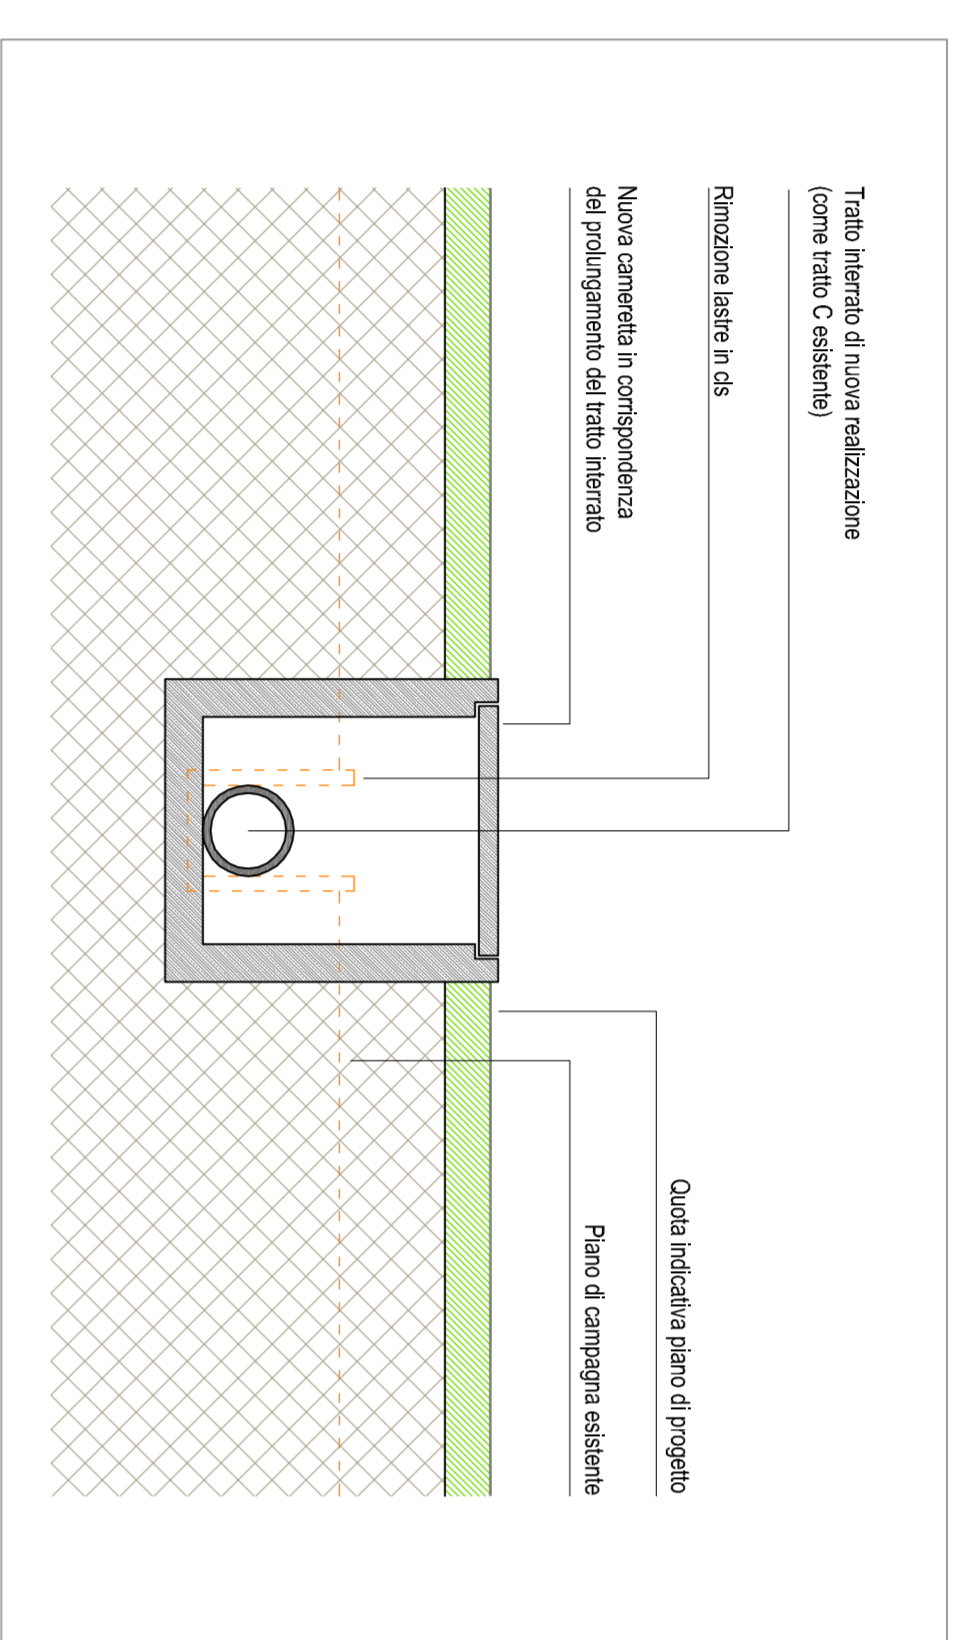 Tratto interrato di nuova realizzazione
(come tratto C esistente)
Rimozione lastre in cls
Nuova cameretta in corrispondenza
del prolungamento del tratto interrato
Quota indicativa piano di progetto
Piano di campagna esistente